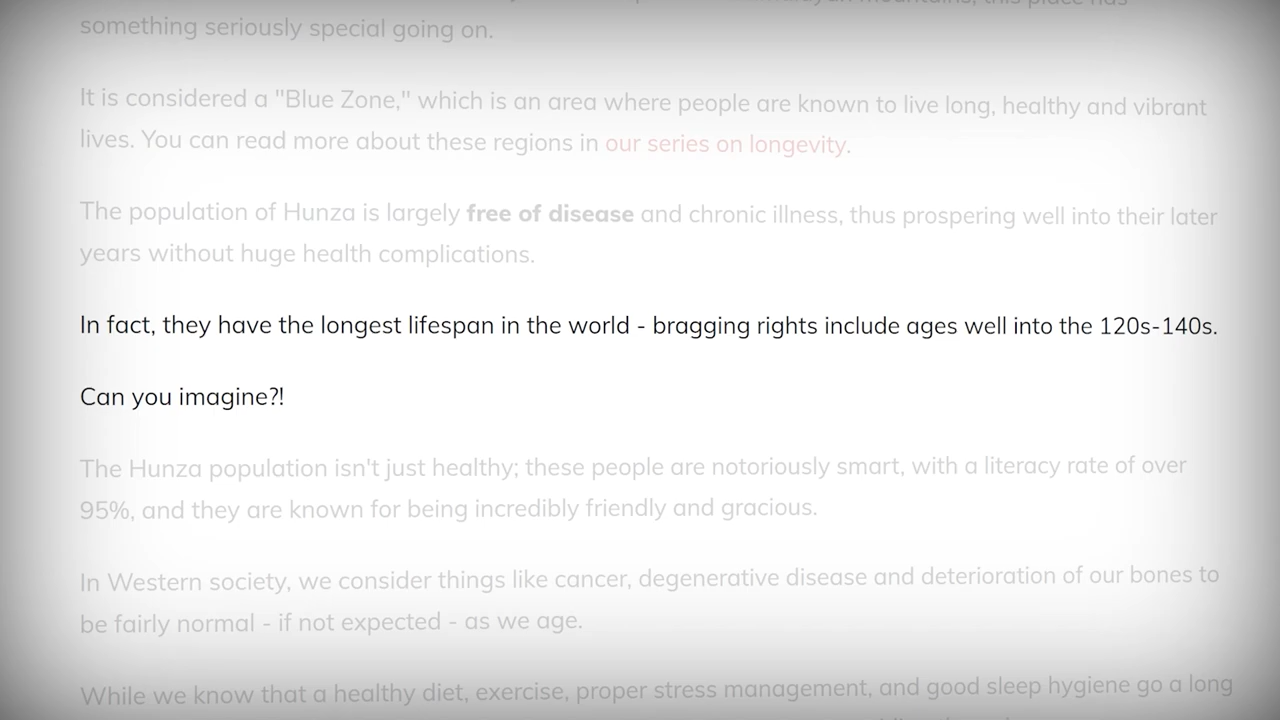 something seriously special going on.
It is considered a "Blue Zone," which is an area where people are known to live long, healthy and vibrant
lives. You can read more about these regions in our series on longevity.
The population of Hunza is largely free of disease and chronic illness, thus prospering well into their later
years without huge health complications.
In fact, they have the longest lifespan in the world - bragging rights include ages well into the 120s-140s.
Can you imagine?!
The Hunza population isn't just healthy; these people are notoriously smart, with a literacy rate of over
95%, and they are known for being incredibly friendly and gracious.
In Western society, we consider things like cancer, degenerative disease and deterioration of our bones to
be fairly normal - if not expected - as we age.
While we know that a healthy diet, exercise, proper stress management, and good sleep hygiene go a long